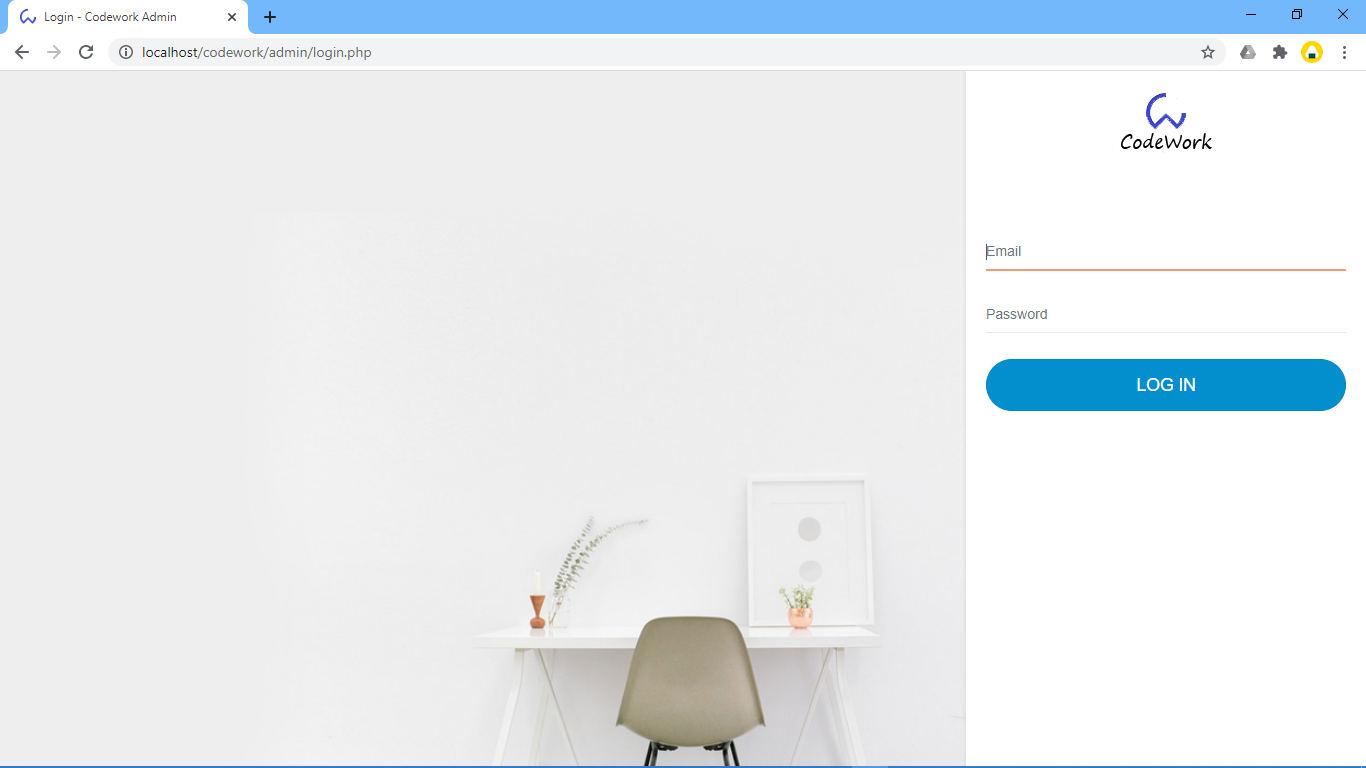 Login - Codework Admin
localhost/codework/admin/login.php
CodeWork
Email
Password
LOG IN